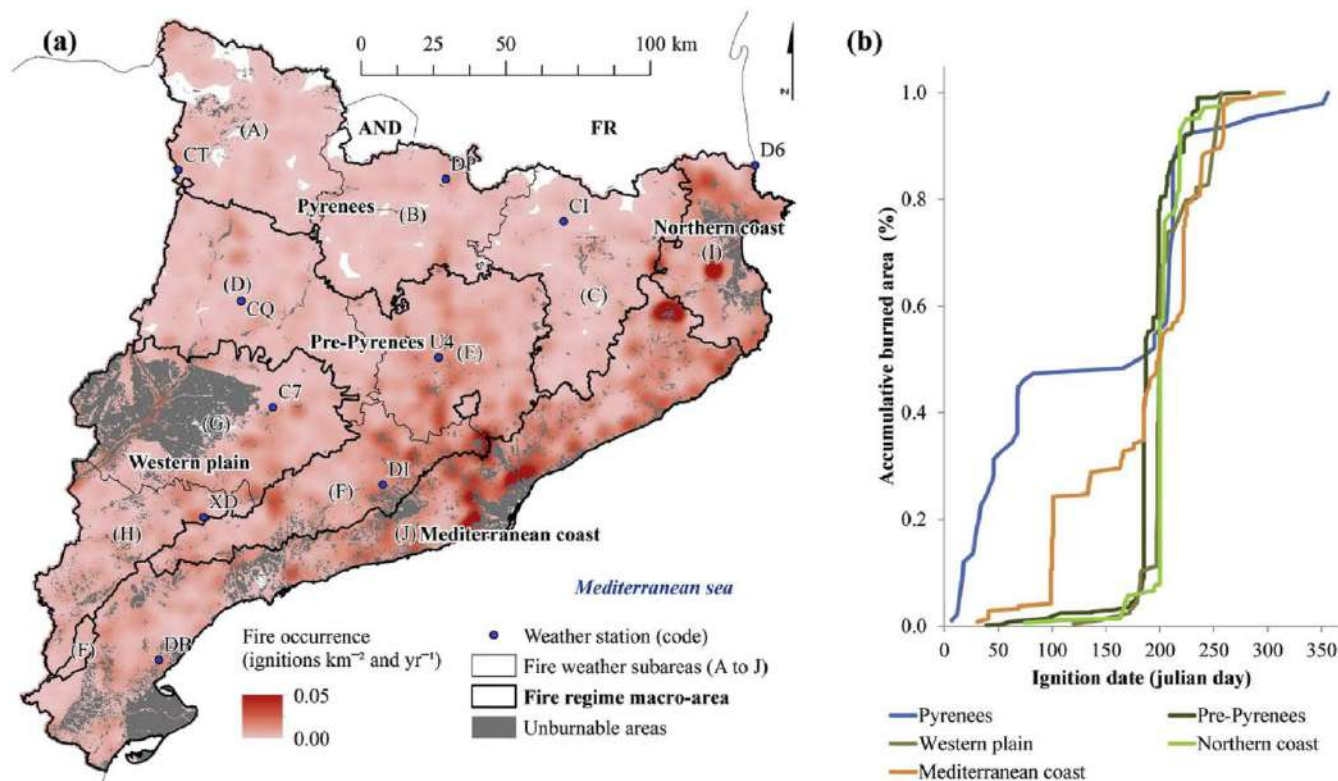 (a)
0 27 50 100 km
z
AND
FR
D6
(A)
CT
DP
Pyrenees
(B)
CI
Northern coast
(I)
(D)
CQ
(C)
Pre-Pyrenees U4 (E)
C7
(G)
Western plain
DI
(F)
XD
(J) Mediterranean coast
(H)
Mediterranean sea
(F)
DB
Fire occurrence
(ignitions km⁻² and yr⁻¹)
0.05
0.00
Weather station (code)
Fire weather subareas (A to J)
Fire regime macro-area
Unburnable areas
(b)
Accumulative burned area (%)
1.0
0.8
0.6
0.4
0.2
0.0
0 50 100 150 200 250 300 350
Ignition date (julian day)
Pyrenees
Pre-Pyrenees
Western plain
Northern coast
Mediterranean coast